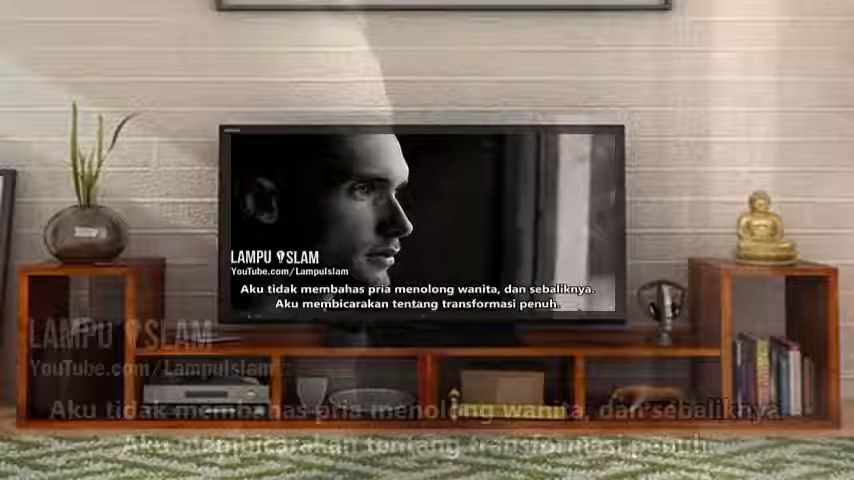 LAMPU ISLAM
YouTube.com/LampuIslam
Aku tidak membahas pria menolong wanita, dan sebaliknya.
Aku membicarakan tentang transformasi penuh.
LAMPU ISLAM
YouTube.com/LampuIslam
Aku tidak membahas pria menolong wanita, dan sebaliknya.
Aku membicarakan tentang transformasi penuh.